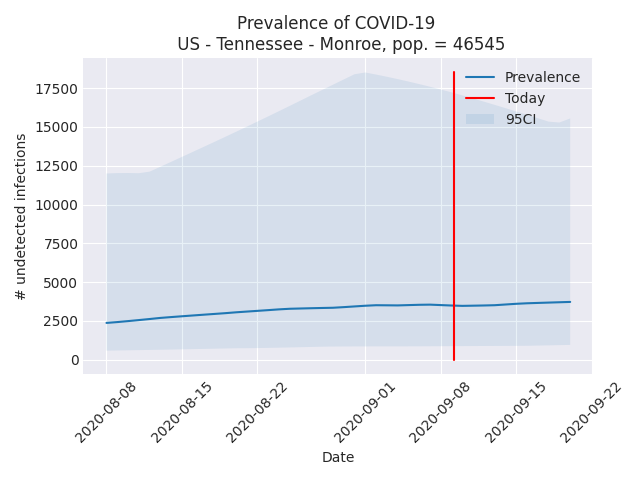 Prevalence of COVID-19
US - Tennessee - Monroe, pop. = 46545
# undetected infections
17500
15000
12500
10000
7500
5000
2500
0
Prevalence
Today
95CI
2020-08-08
2020-08-15
2020-08-22
2020-09-01
2020-09-08
2020-09-15
2020-09-22
Date